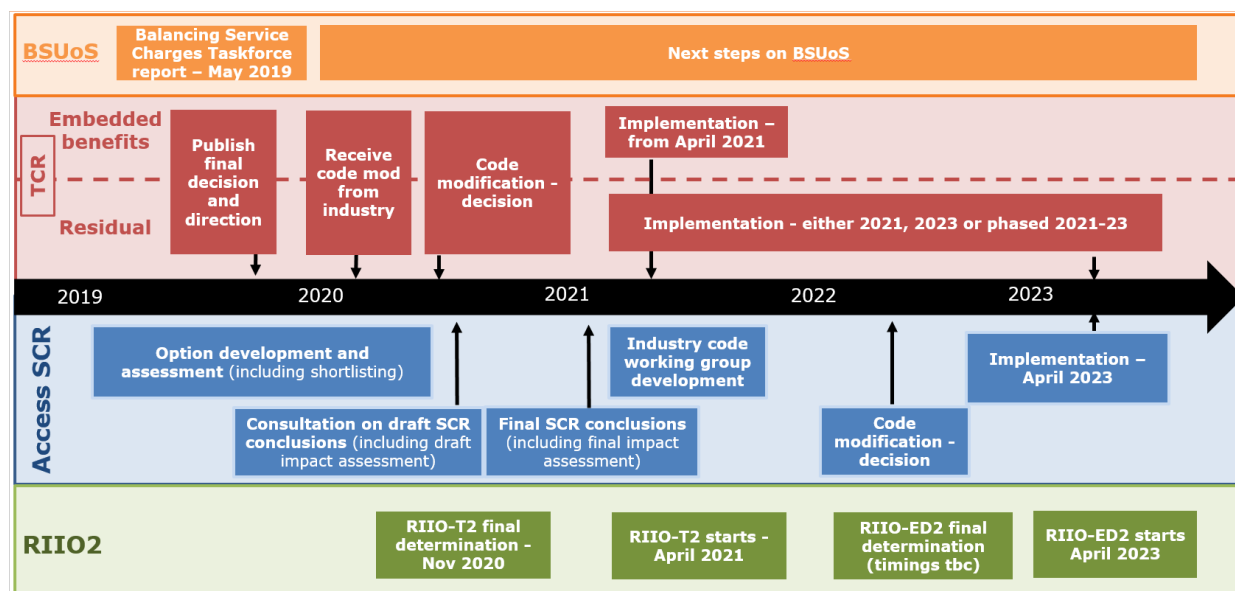 BSUoS
Balancing Service
Charges Taskforce
report – May 2019
Next steps on BSUoS
TCR
Embedded
benefits
Residual
Publish
final
decision
and
direction
Receive
code mod
from
industry
Code
modification -
decision
Implementation –
from April 2021
Implementation - either 2021, 2023 or phased 2021-23
2019
2020
2021
2022
2023
Access SCR
Option development and
assessment (including shortlisting)
Consultation on draft SCR
conclusions (including draft
impact assessment)
Final SCR conclusions
(including final impact
assessment)
Industry code
working group
development
Code
modification -
decision
Implementation –
April 2023
RIIO2
RIIO-T2 final
determination -
Nov 2020
RIIO-T2 starts -
April 2021
RIIO-ED2 final
determination
(timings tbc)
RIIO-ED2 starts
April 2023